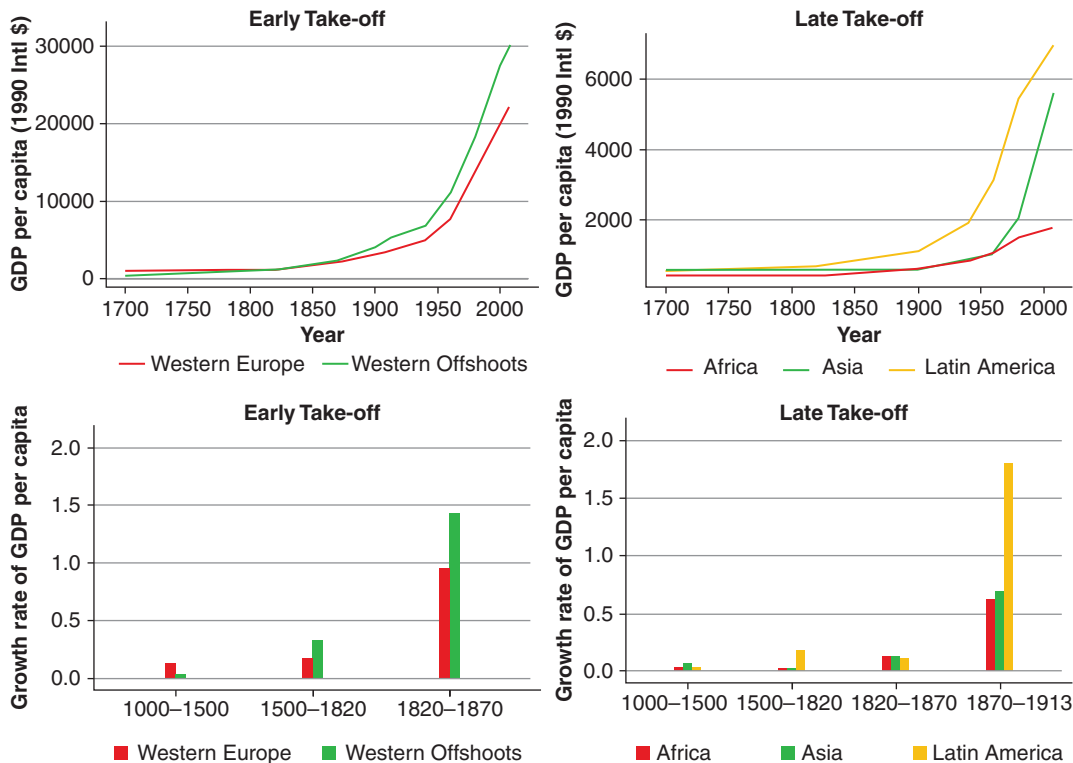 Early Take-off
GDP per capita (1990 Intl $)
30000
20000
10000
0
1700 1750 1800 1850 1900 1950 2000
Year
Western Europe Western Offshoots
Late Take-off
GDP per capita (1990 Intl $)
6000
4000
2000
1700 1750 1800 1850 1900 1950 2000
Year
Africa Asia Latin America
Early Take-off
Growth rate of GDP per capita
2.0
1.5
1.0
0.5
0.0
1000–1500 1500–1820 1820–1870
Western Europe Western Offshoots
Late Take-off
Growth rate of GDP per capita
2.0
1.5
1.0
0.5
0.0
1000–1500 1500–1820 1820–1870 1870–1913
Africa Asia Latin America